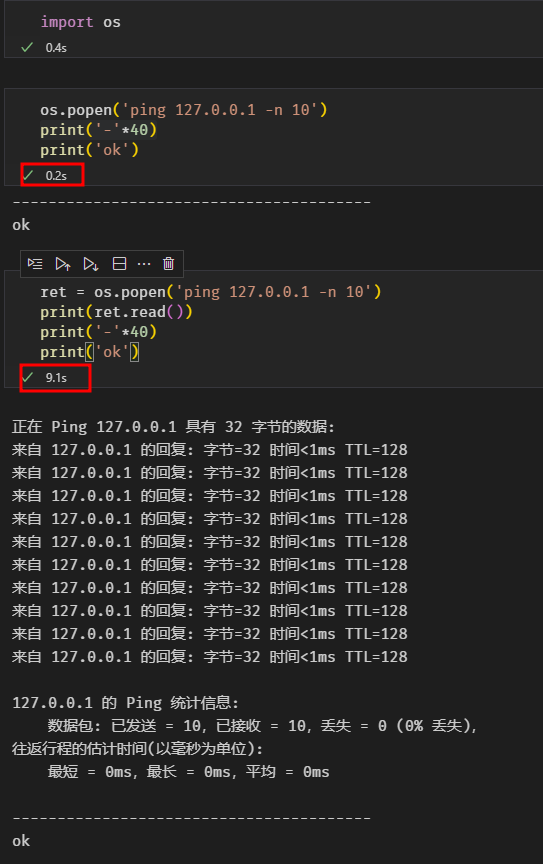 import os
0.4s
os.popen('ping 127.0.0.1 -n 10')
print('-'*40)
print('ok')
0.2s
----------------------------------------
ok
ret = os.popen('ping 127.0.0.1 -n 10')
print(ret.read())
print('-'*40)
print('ok')
9.1s
正在 Ping 127.0.0.1 具有 32 字节的数据:
来自 127.0.0.1 的回复: 字节=32 时间<1ms TTL=128
来自 127.0.0.1 的回复: 字节=32 时间<1ms TTL=128
来自 127.0.0.1 的回复: 字节=32 时间<1ms TTL=128
来自 127.0.0.1 的回复: 字节=32 时间<1ms TTL=128
来自 127.0.0.1 的回复: 字节=32 时间<1ms TTL=128
来自 127.0.0.1 的回复: 字节=32 时间<1ms TTL=128
来自 127.0.0.1 的回复: 字节=32 时间<1ms TTL=128
来自 127.0.0.1 的回复: 字节=32 时间<1ms TTL=128
来自 127.0.0.1 的回复: 字节=32 时间<1ms TTL=128
来自 127.0.0.1 的回复: 字节=32 时间<1ms TTL=128
127.0.0.1 的 Ping 统计信息:
数据包: 已发送 = 10, 已接收 = 10, 丢失 = 0 (0% 丢失),
往返行程的估计时间(以毫秒为单位):
最短 = 0ms, 最长 = 0ms, 平均 = 0ms
----------------------------------------
ok